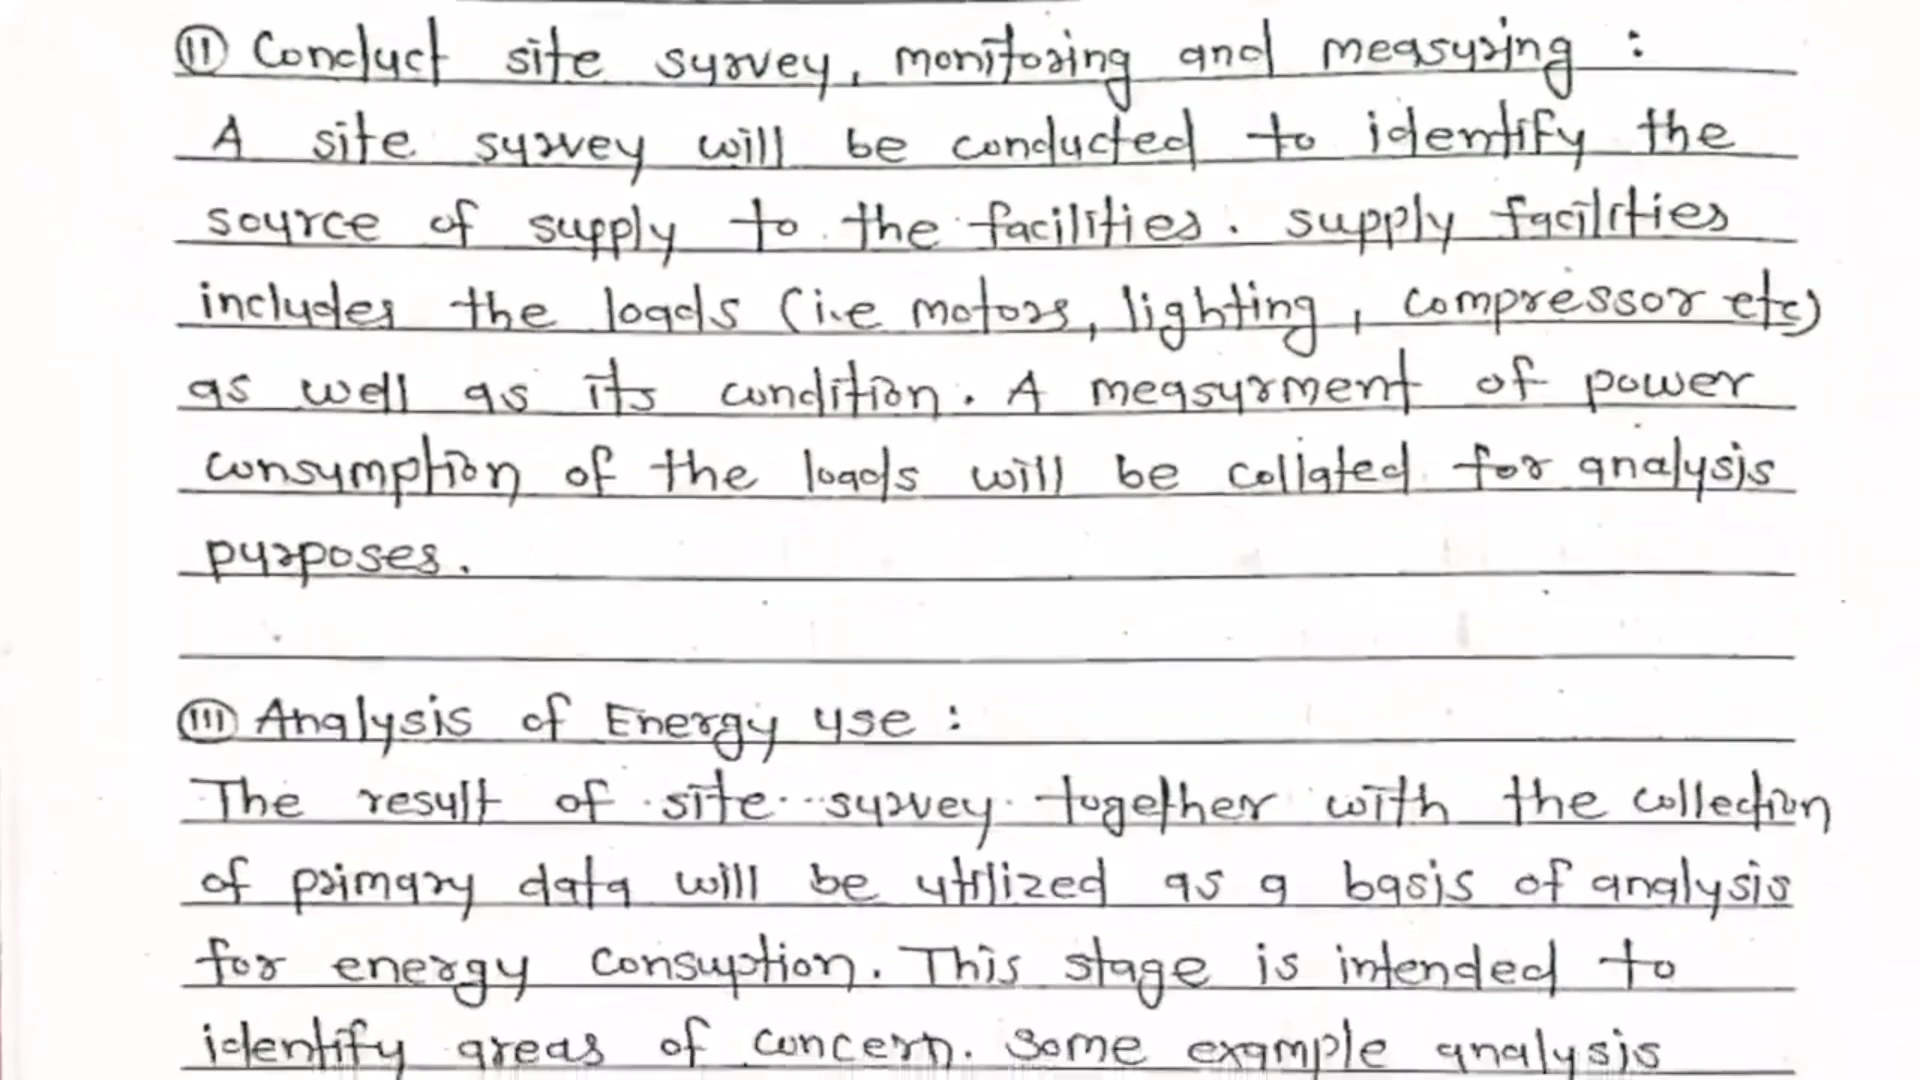 (II) Conduct site survey, monitoring and measuring :
A site survey will be conducted to identify the
source of supply to the facilities. supply facilities
includes the loads (i.e motors, lighting, compressor etc)
as well as its condition. A measurment of power
consumption of the loads will be collated for analysis
purposes.
(III) Analysis of Energy use :
The result of site survey together with the collection
of primary data will be utilized as a basis of analysis
for energy consuption. This stage is intended to
identify areas of concern. Some example analysis